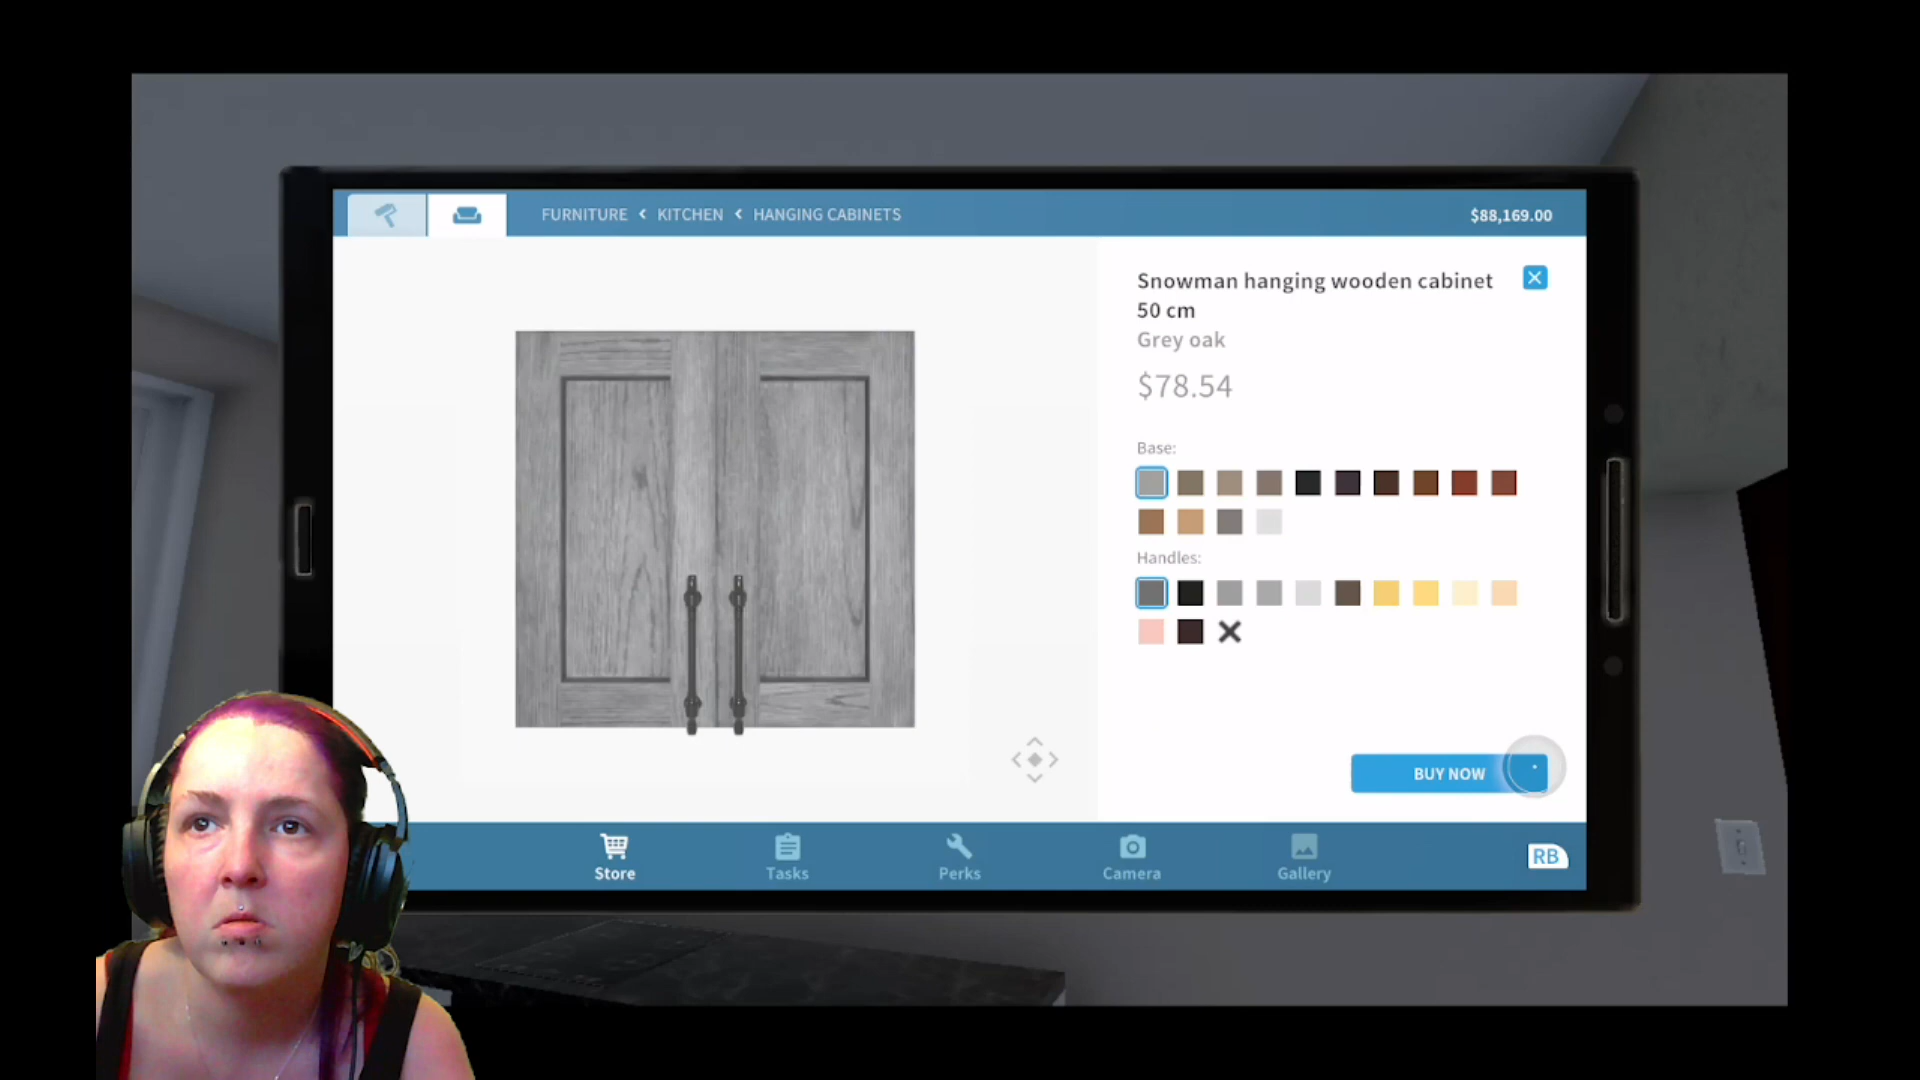 FURNITURE < KITCHEN < HANGING CABINETS
$88,169.00
Snowman hanging wooden cabinet
50 cm
Grey oak
$78.54
Base:
Handles:
BUY NOW
Store
Tasks
Perks
Camera
Gallery
RB